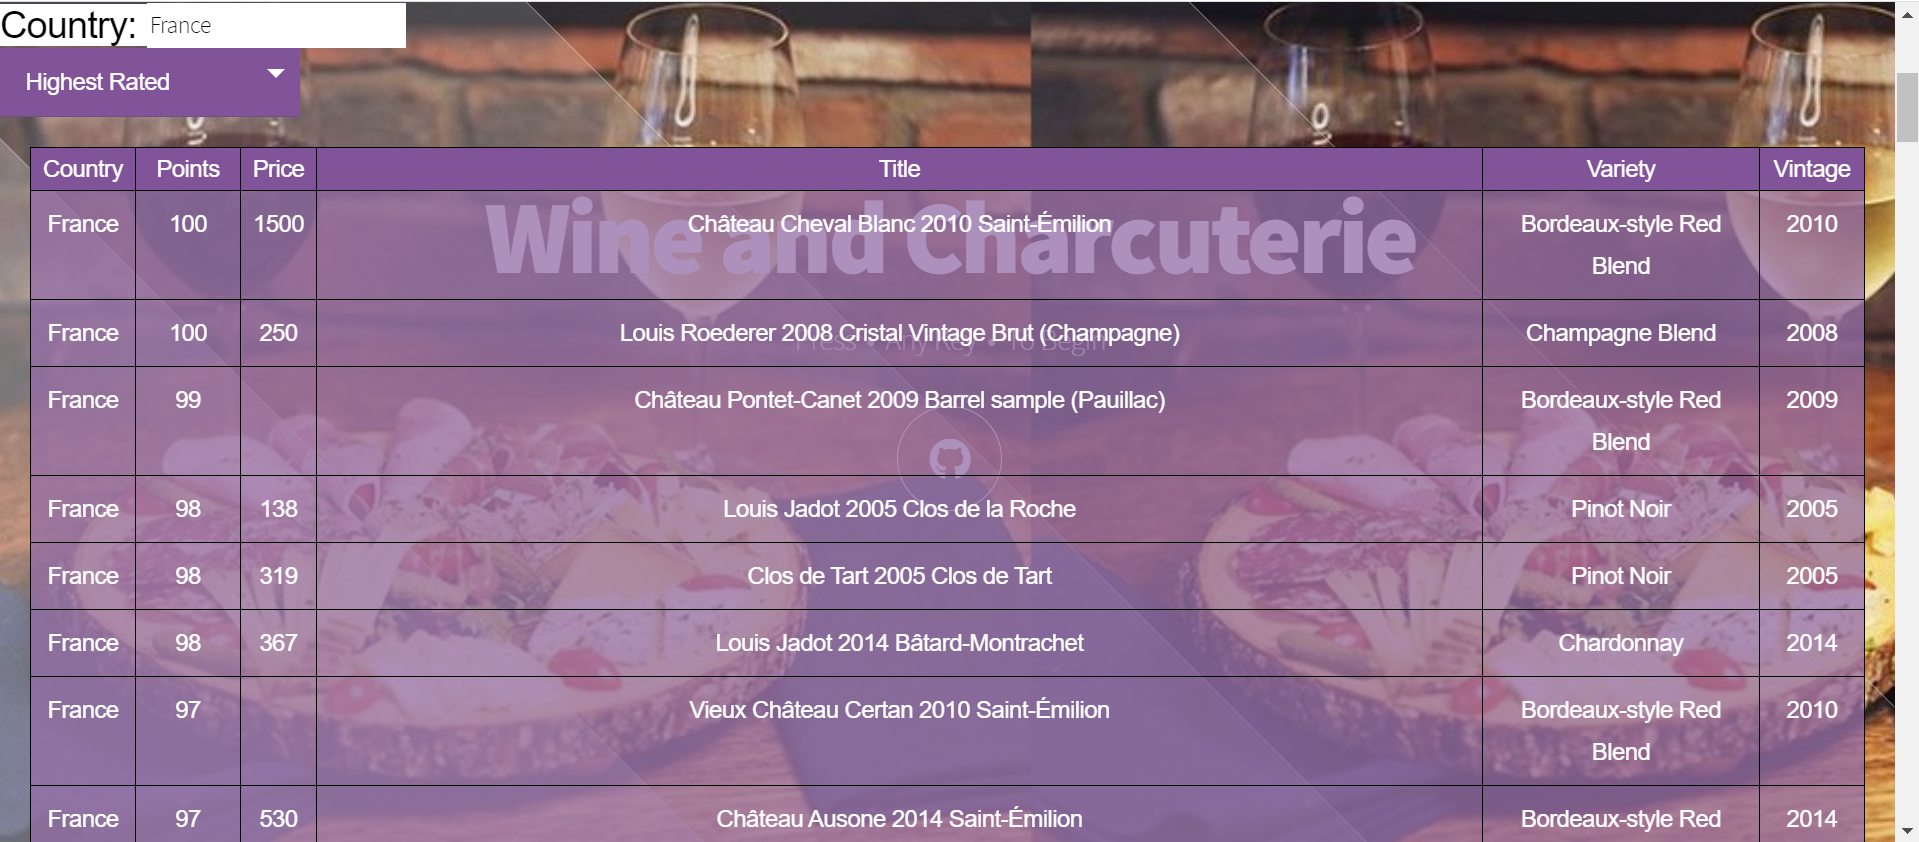 Country: France
Highest Rated
Country Points Price Title Variety Vintage
France 100 1500 Château Cheval Blanc 2010 Saint-Émilion Bordeaux-style Red Blend 2010
Wine and Charcuterie
France 100 250 Louis Roederer 2008 Cristal Vintage Brut (Champagne) Champagne Blend 2008
Press • Any Key • To Begin
France 99 Château Pontet-Canet 2009 Barrel sample (Pauillac) Bordeaux-style Red Blend 2009
France 98 138 Louis Jadot 2005 Clos de la Roche Pinot Noir 2005
France 98 319 Clos de Tart 2005 Clos de Tart Pinot Noir 2005
France 98 367 Louis Jadot 2014 Bâtard-Montrachet Chardonnay 2014
France 97 Vieux Château Certan 2010 Saint-Émilion Bordeaux-style Red Blend 2010
France 97 530 Château Ausone 2014 Saint-Émilion Bordeaux-style Red 2014